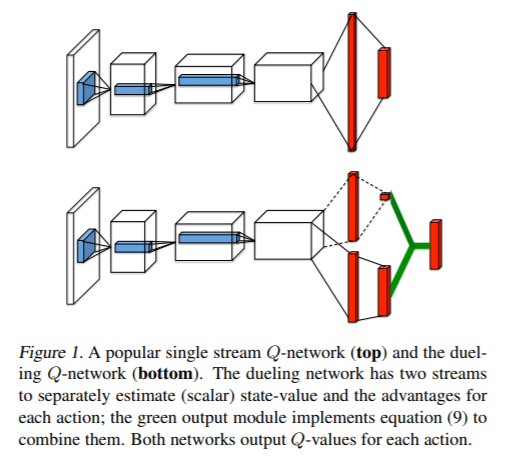 Figure 1. A popular single stream Q-network (top) and the duel-
ing Q-network (bottom). The dueling network has two streams
to separately estimate (scalar) state-value and the advantages for
each action; the green output module implements equation (9) to
combine them. Both networks output Q-values for each action.